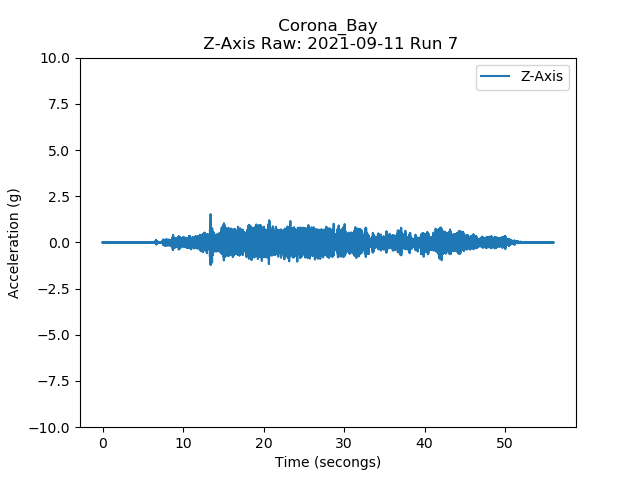 Corona_Bay
Z-Axis Raw: 2021-09-11 Run 7
Z-Axis
10.0
7.5
5.0
2.5
0.0
−2.5
−5.0
−7.5
−10.0
Acceleration (g)
0 10 20 30 40 50
Time (secongs)